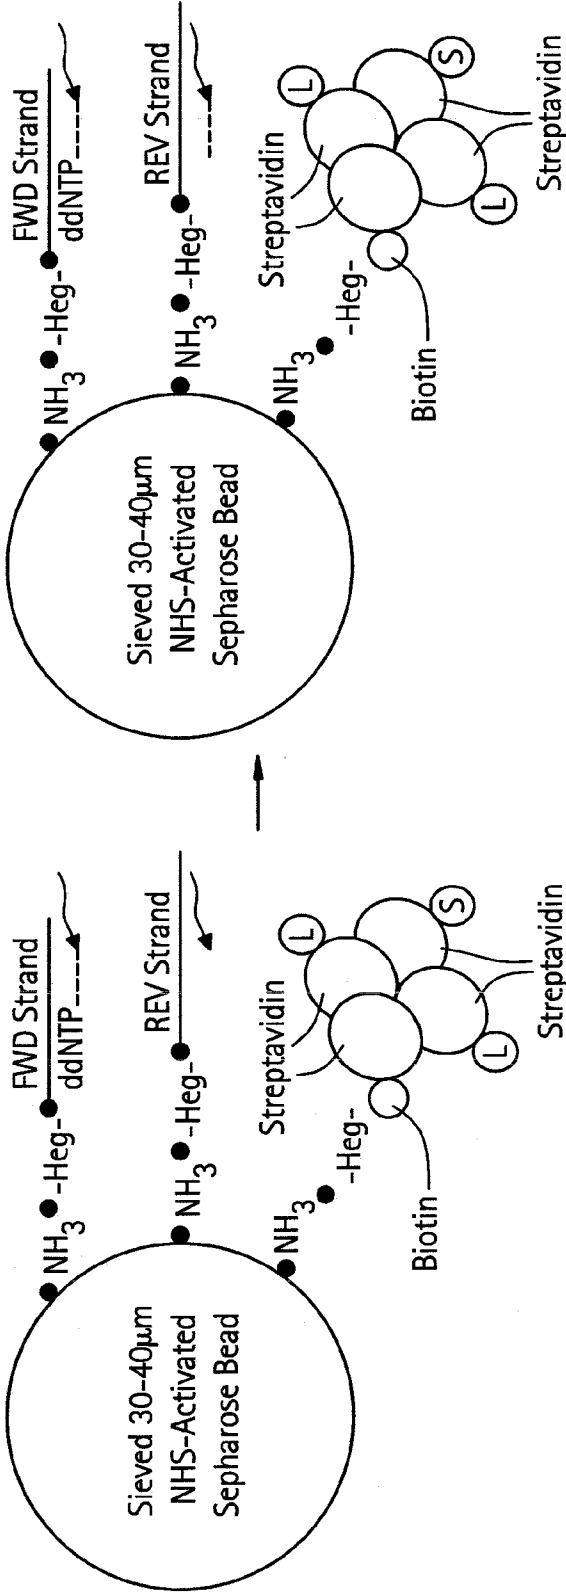 Sieved 30-40μm
NHS-Activated
Sepharose Bead
NH3
-Heg-
FWD Strand
ddNTP
NH3
-Heg-
REV Strand
NH3
-Heg-
Biotin
Streptavidin
L
S
L
Streptavidin
Sieved 30-40μm
NHS-Activated
Sepharose Bead
NH3
-Heg-
FWD Strand
ddNTP
NH3
-Heg-
REV Strand
NH3
-Heg-
Biotin
Streptavidin
L
S
L
Streptavidin